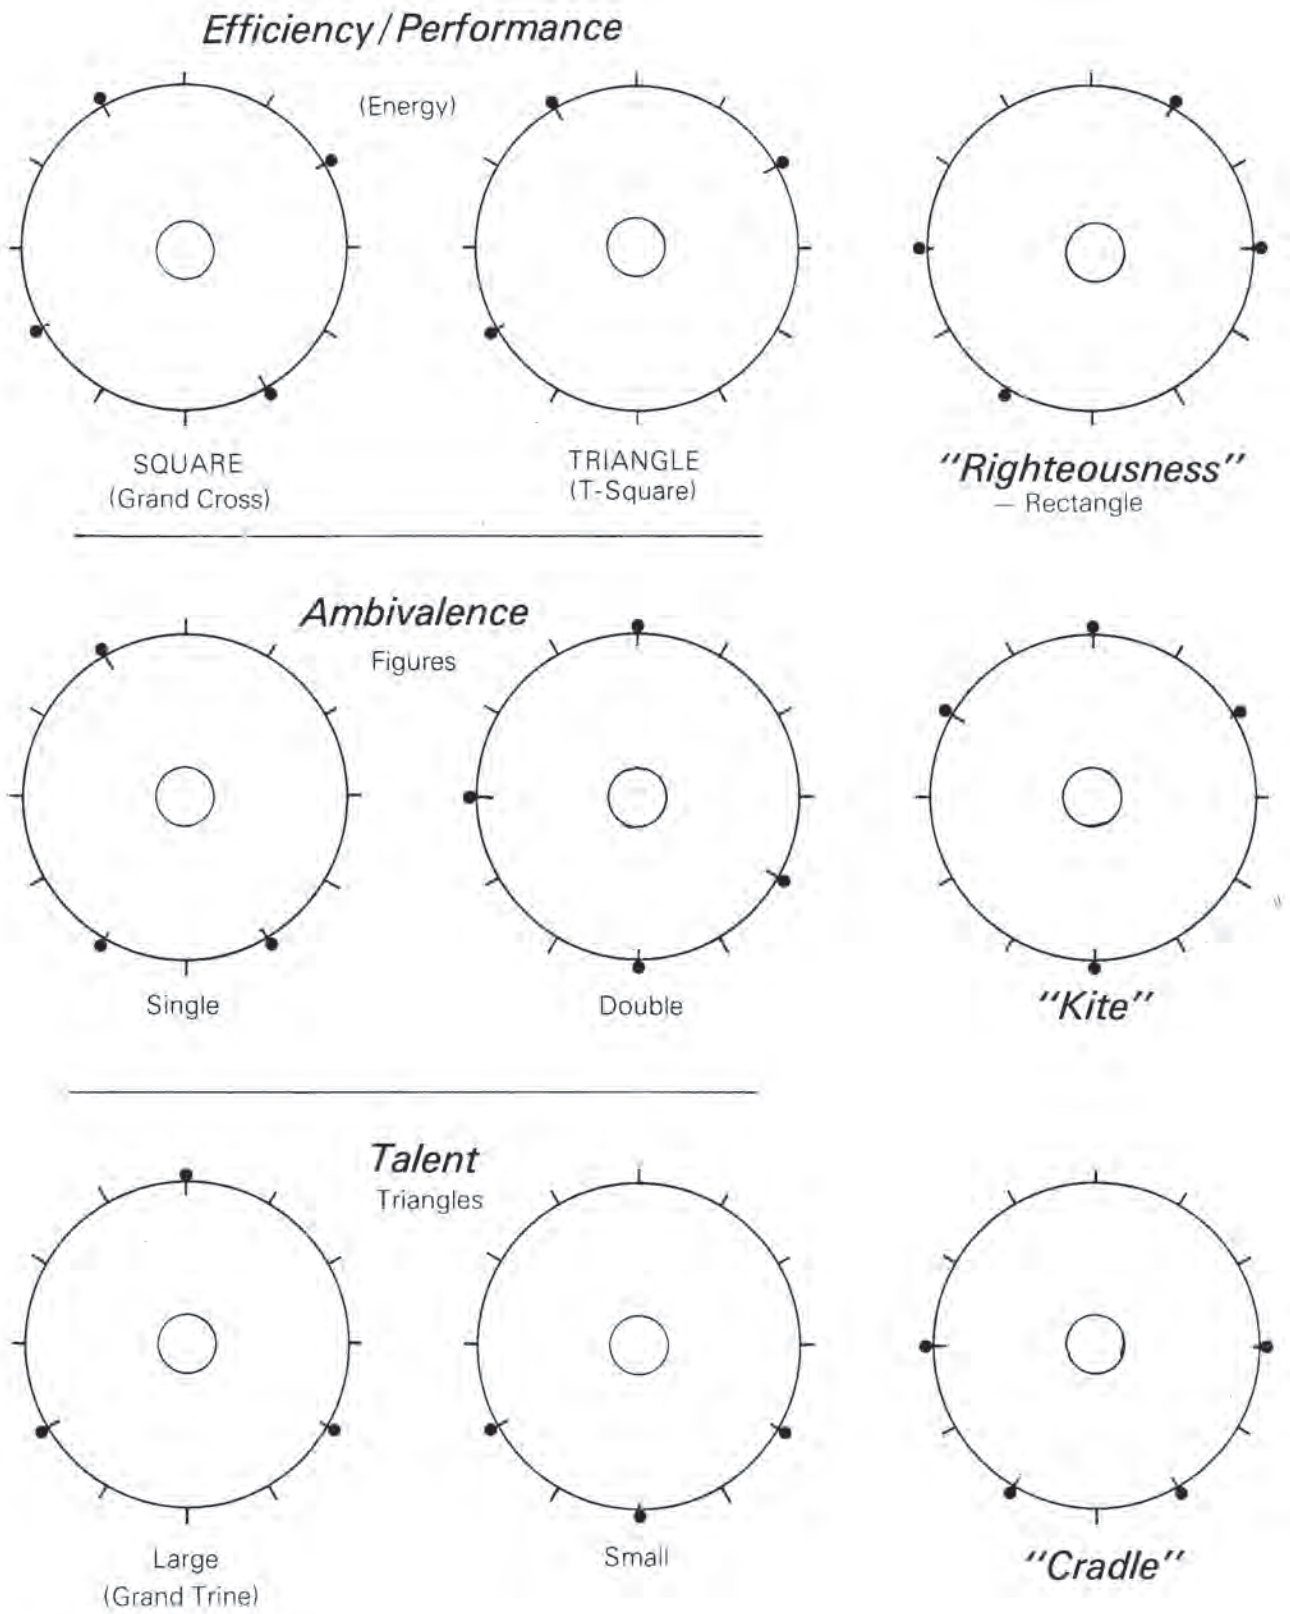 Efficiency/Performance
(Energy)
SQUARE
(Grand Cross)
TRIANGLE
(T-Square)
"Righteousness"
— Rectangle
Ambivalence
Figures
Single
Double
"Kite"
Talent
Triangles
Large
(Grand Trine)
Small
"Cradle"